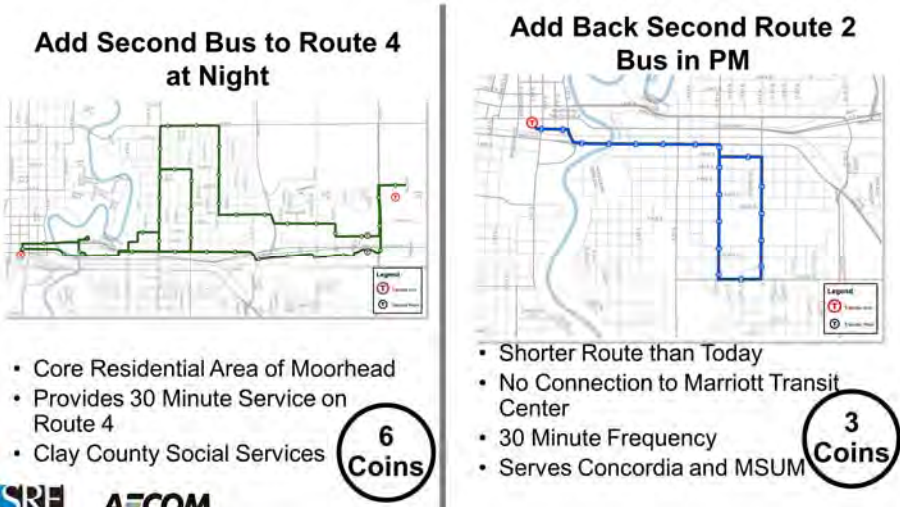 Add Second Bus to Route 4
at Night
Legend
• Core Residential Area of Moorhead
• Provides 30 Minute Service on
Route 4
• Clay County Social Services
6
Coins
SRF
AECOM
Add Back Second Route 2
Bus in PM
Legend
• Shorter Route than Today
• No Connection to Marriott Transit
Center
• 30 Minute Frequency
• Serves Concordia and MSUM
3
Coins